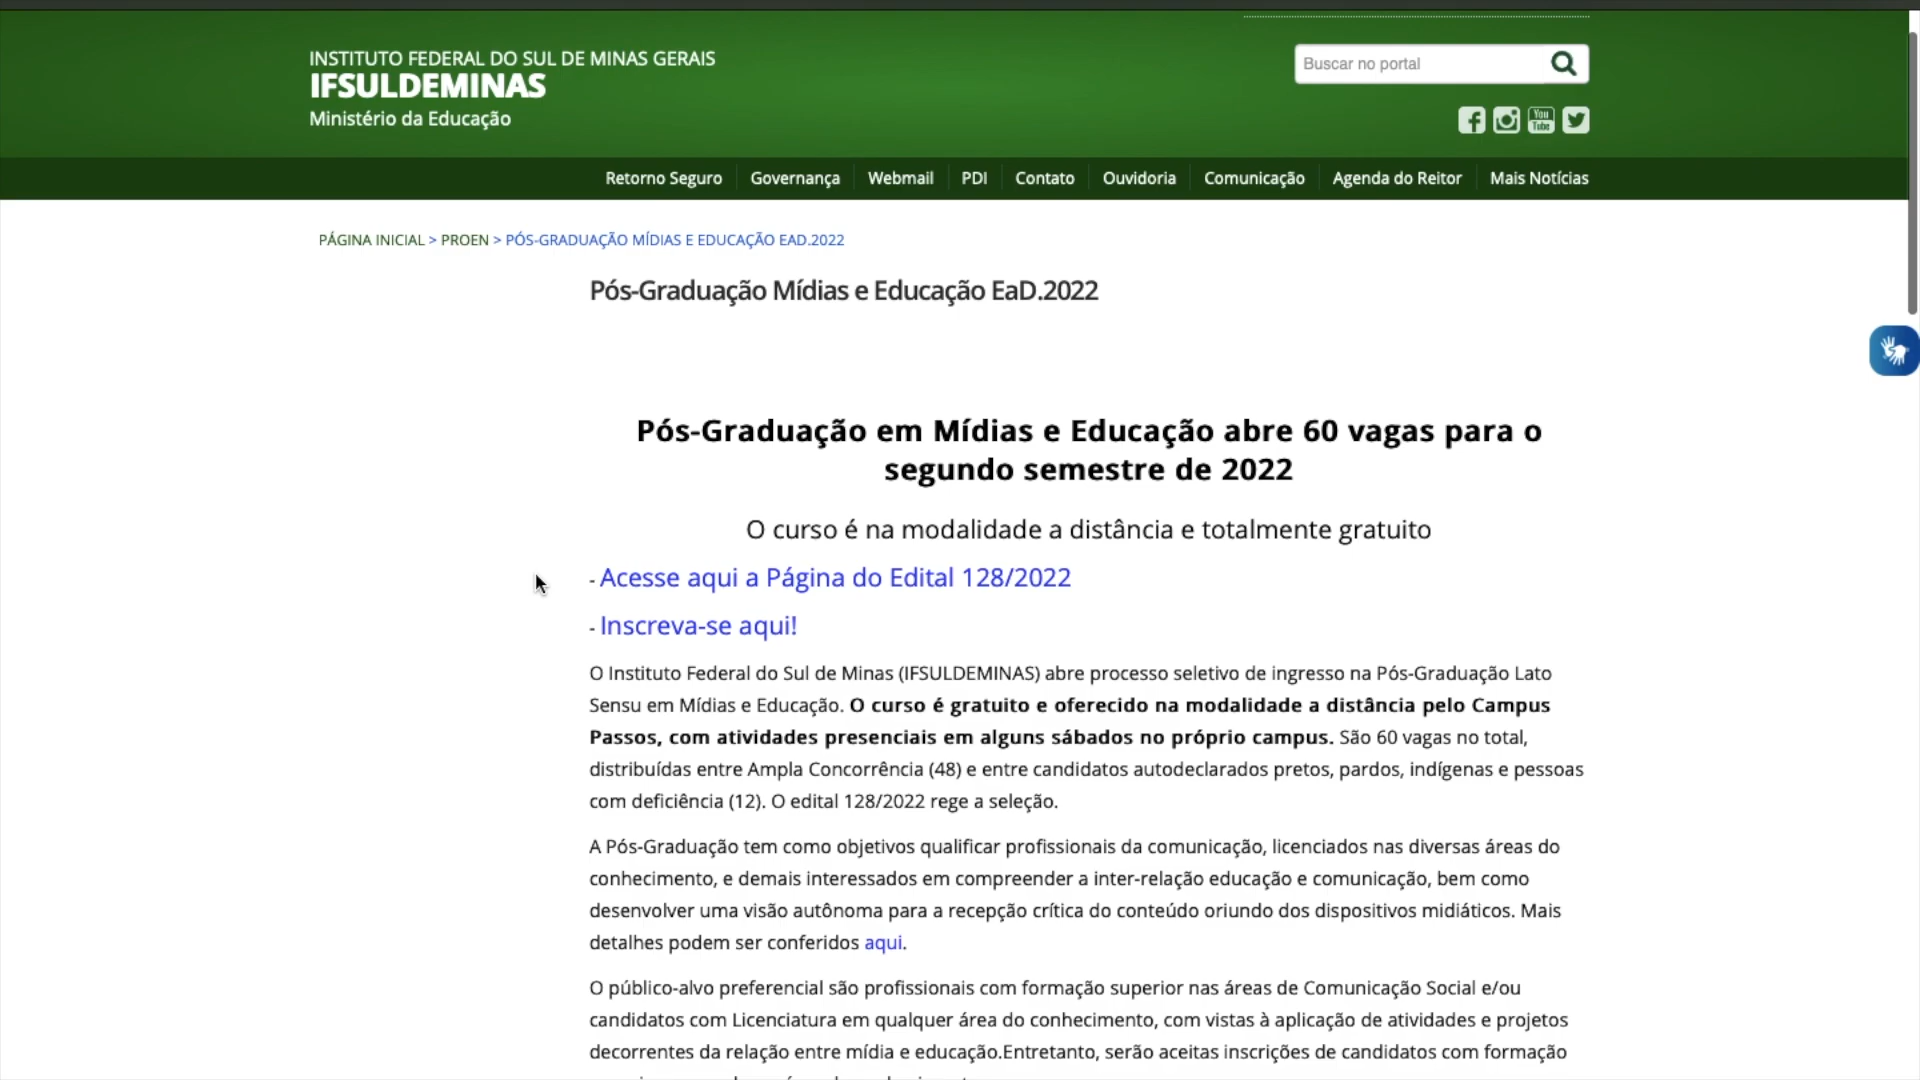 INSTITUTO FEDERAL DO SUL DE MINAS GERAIS
IFSULDEMINAS
Ministério da Educação
Buscar no portal
You
Tube
Retorno Seguro
Governança
Webmail
PDI
Contato
Ouvidoria
Comunicação
Agenda do Reitor
Mais Notícias
PÁGINA INICIAL > PROEN > PÓS-GRADUAÇÃO MÍDIAS E EDUCAÇÃO EAD.2022
Pós-Graduação Mídias e Educação EaD.2022
Pós-Graduação em Mídias e Educação abre 60 vagas para o
segundo semestre de 2022
O curso é na modalidade a distância e totalmente gratuito
- Acesse aqui a Página do Edital 128/2022
- Inscreva-se aqui!
O Instituto Federal do Sul de Minas (IFSULDEMINAS) abre processo seletivo de ingresso na Pós-Graduação Lato
Sensu em Mídias e Educação. O curso é gratuito e oferecido na modalidade a distância pelo Campus
Passos, com atividades presenciais em alguns sábados no próprio campus. São 60 vagas no total,
distribuídas entre Ampla Concorrência (48) e entre candidatos autodeclarados pretos, pardos, indígenas e pessoas
com deficiência (12). O edital 128/2022 rege a seleção.
A Pós-Graduação tem como objetivos qualificar profissionais da comunicação, licenciados nas diversas áreas do
conhecimento, e demais interessados em compreender a inter-relação educação e comunicação, bem como
desenvolver uma visão autônoma para a recepção crítica do conteúdo oriundo dos dispositivos midiáticos. Mais
detalhes podem ser conferidos aqui.
O público-alvo preferencial são profissionais com formação superior nas áreas de Comunicação Social e/ou
candidatos com Licenciatura em qualquer área do conhecimento, com vistas à aplicação de atividades e projetos
decorrentes da relação entre mídia e educação.Entretanto, serão aceitas inscrições de candidatos com formação